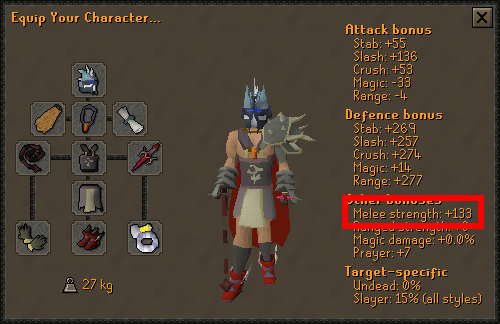 Equip Your Character...
Attack bonus
Stab: +55
Slash: +136
Crush: +53
Magic: -33
Range: -4
Defence bonus
Stab: +269
Slash: +257
Crush: +274
Magic: +14
Range: +277
Other bonuses
Melee strength: +133
Magic damage: +0.0%
Prayer: +7
Target-specific
Undead: 0%
Slayer: 15% (all styles)
27 kg